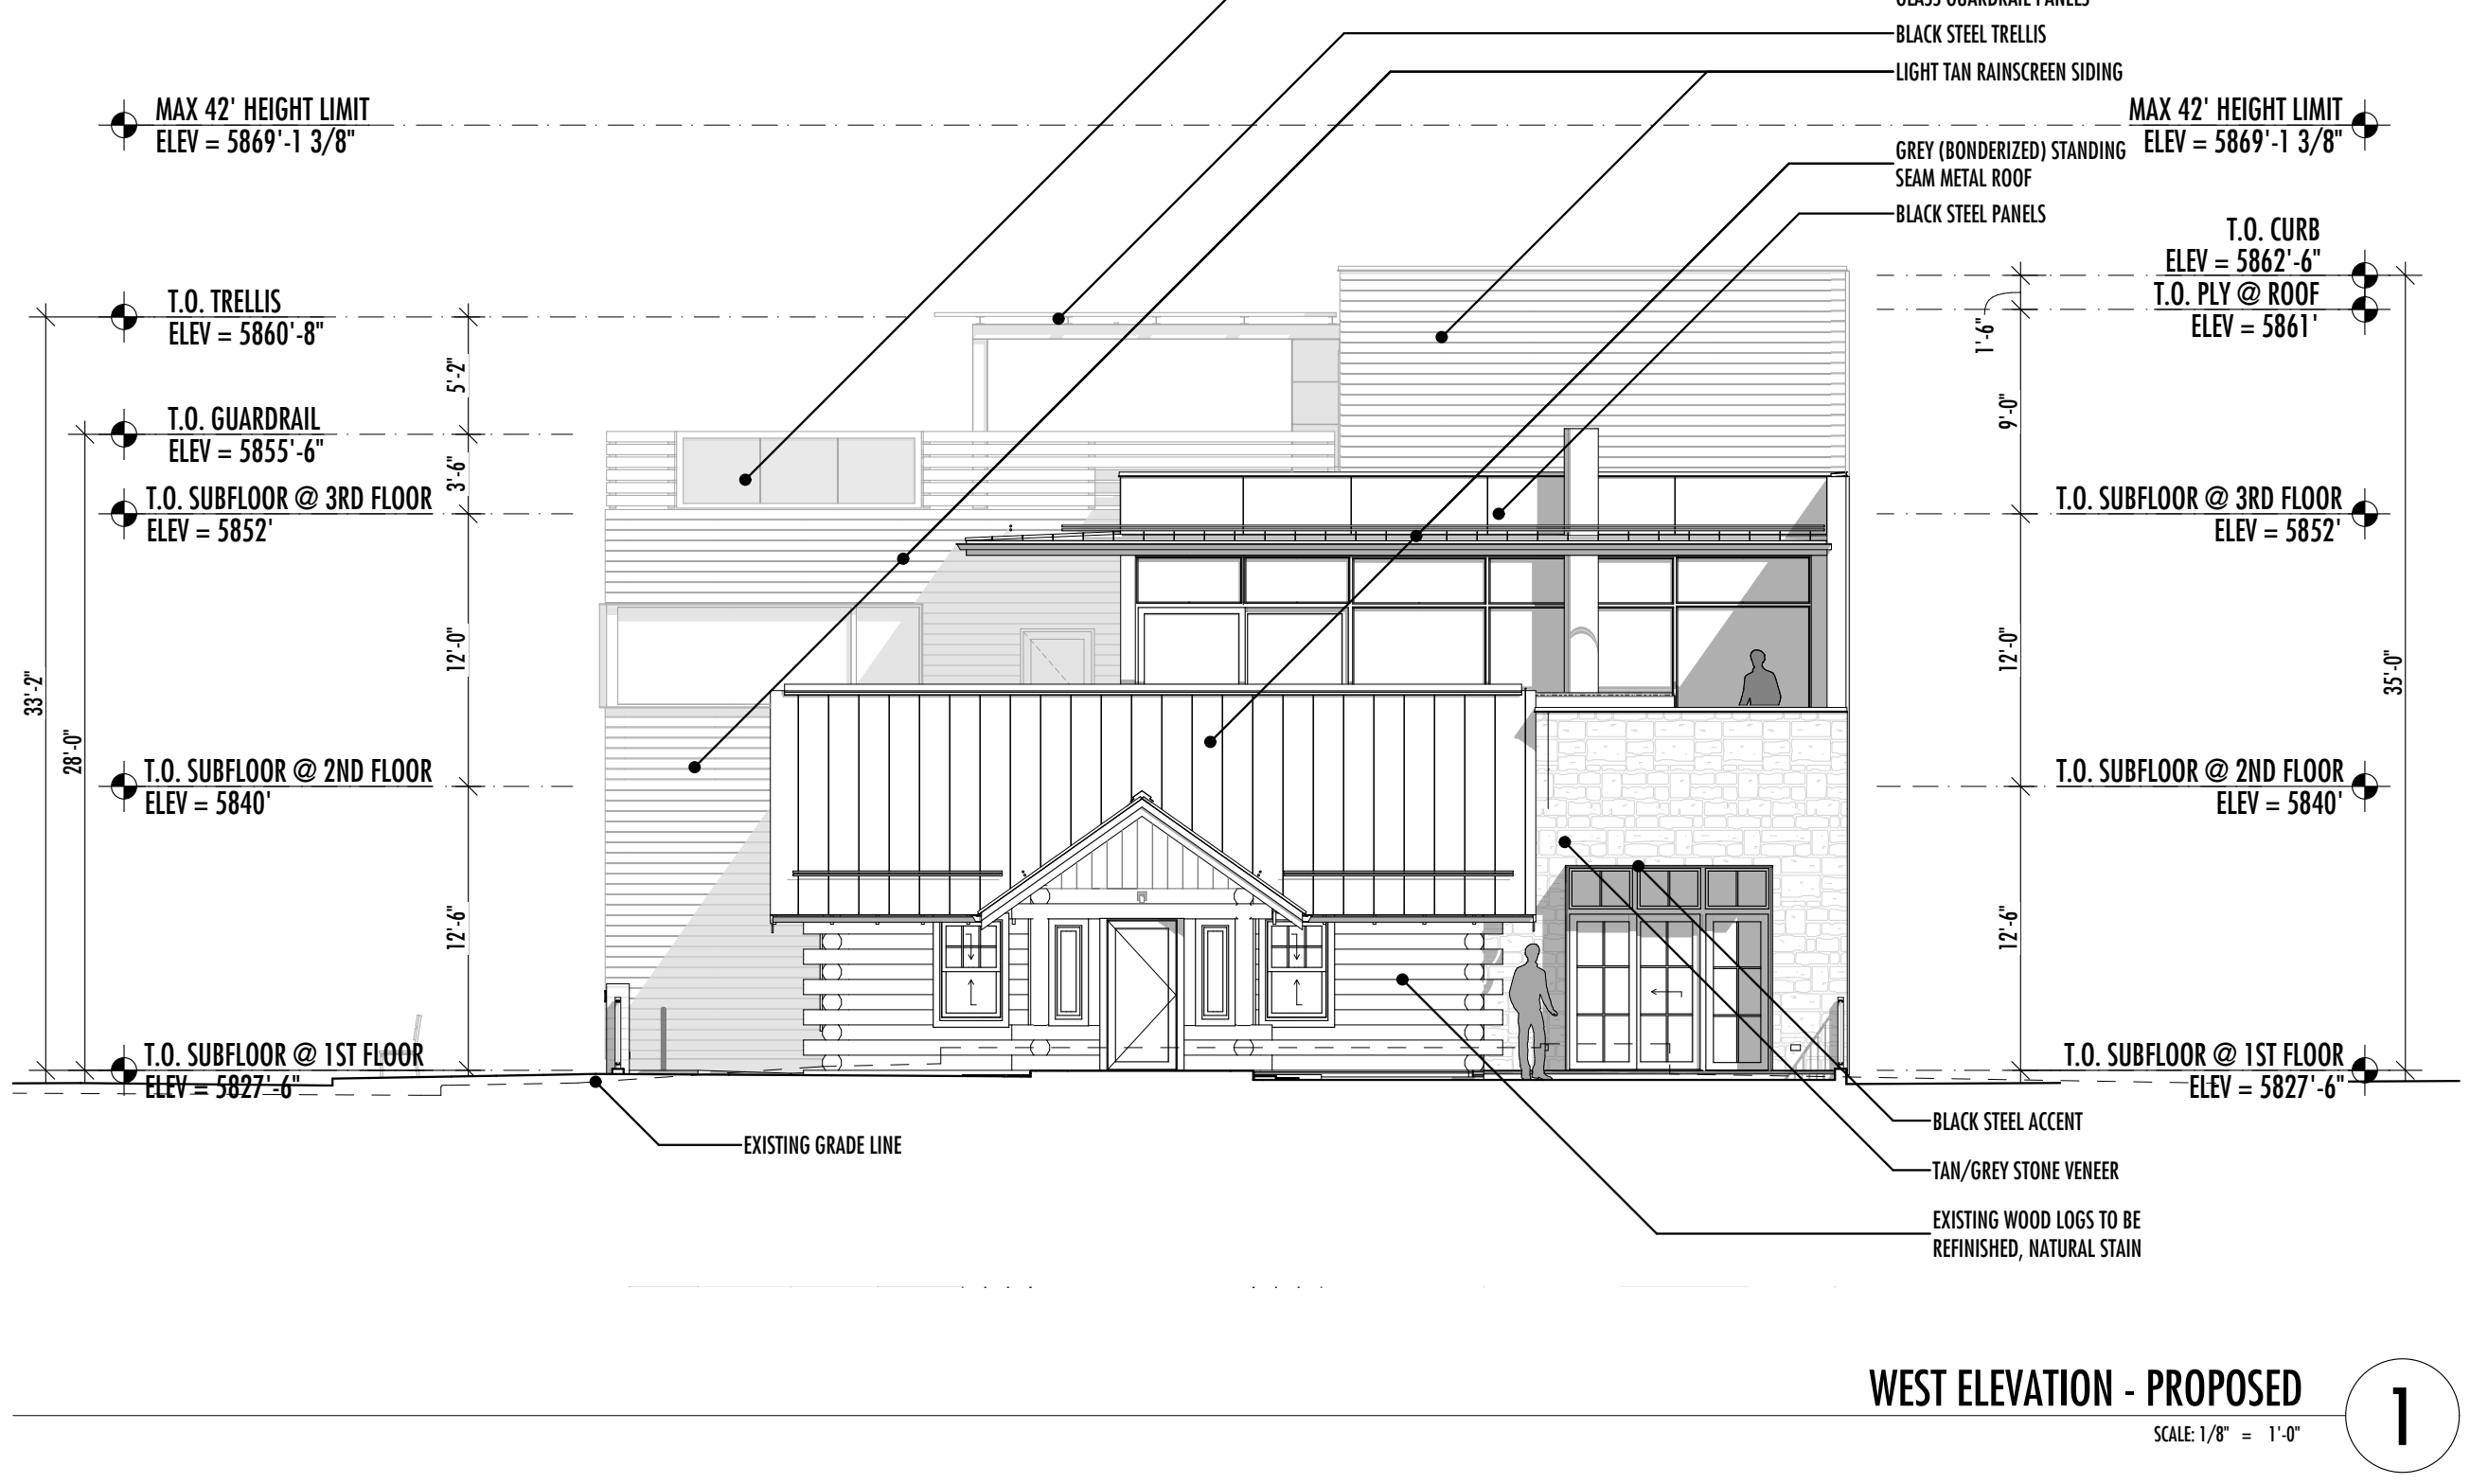 GLASS GUARDRAIL PANELS
BLACK STEEL TRELLIS
LIGHT TAN RAINSCREEN SIDING
MAX 42' HEIGHT LIMIT
ELEV = 5869'-1 3/8"
MAX 42' HEIGHT LIMIT
ELEV = 5869'-1 3/8"
GREY (BONDERIZED) STANDING
SEAM METAL ROOF
BLACK STEEL PANELS
T.O. CURB
ELEV = 5862'-6"
T.O. PLY @ ROOF
ELEV = 5861'
1'-6"
T.O. TRELLIS
ELEV = 5860'-8"
5'-2"
9'-0"
T.O. GUARDRAIL
ELEV = 5855'-6"
3'-6"
T.O. SUBFLOOR @ 3RD FLOOR
ELEV = 5852'
T.O. SUBFLOOR @ 3RD FLOOR
ELEV = 5852'
12'-0"
12'-0"
33'-2"
28'-0"
35'-0"
T.O. SUBFLOOR @ 2ND FLOOR
ELEV = 5840'
T.O. SUBFLOOR @ 2ND FLOOR
ELEV = 5840'
12'-6"
12'-6"
T.O. SUBFLOOR @ 1ST FLOOR
ELEV = 5827'-6"
T.O. SUBFLOOR @ 1ST FLOOR
ELEV = 5827'-6"
BLACK STEEL ACCENT
EXISTING GRADE LINE
TAN/GREY STONE VENEER
EXISTING WOOD LOGS TO BE
REFINISHED, NATURAL STAIN
WEST ELEVATION - PROPOSED
1
SCALE: 1/8" = 1'-0"